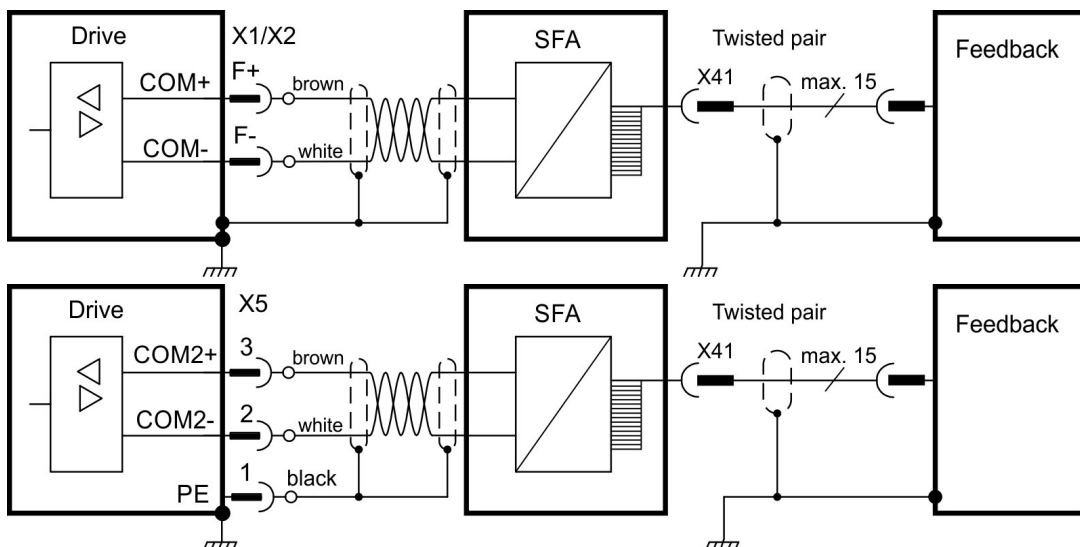 Drive
X1/X2
SFA
Twisted pair
Feedback
COM+
F+
brown
X41
max. 15
COM-
F-
white
Drive
X5
SFA
Twisted pair
Feedback
COM2+
3
brown
X41
max. 15
COM2-
2
white
PE
1
black